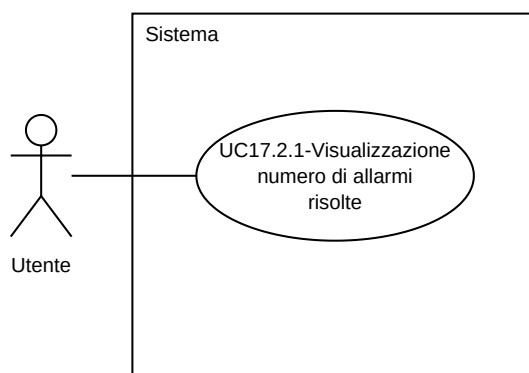 Sistema
UC17.2.1-Visualizzazione
numero di allarmi
risolte
Utente